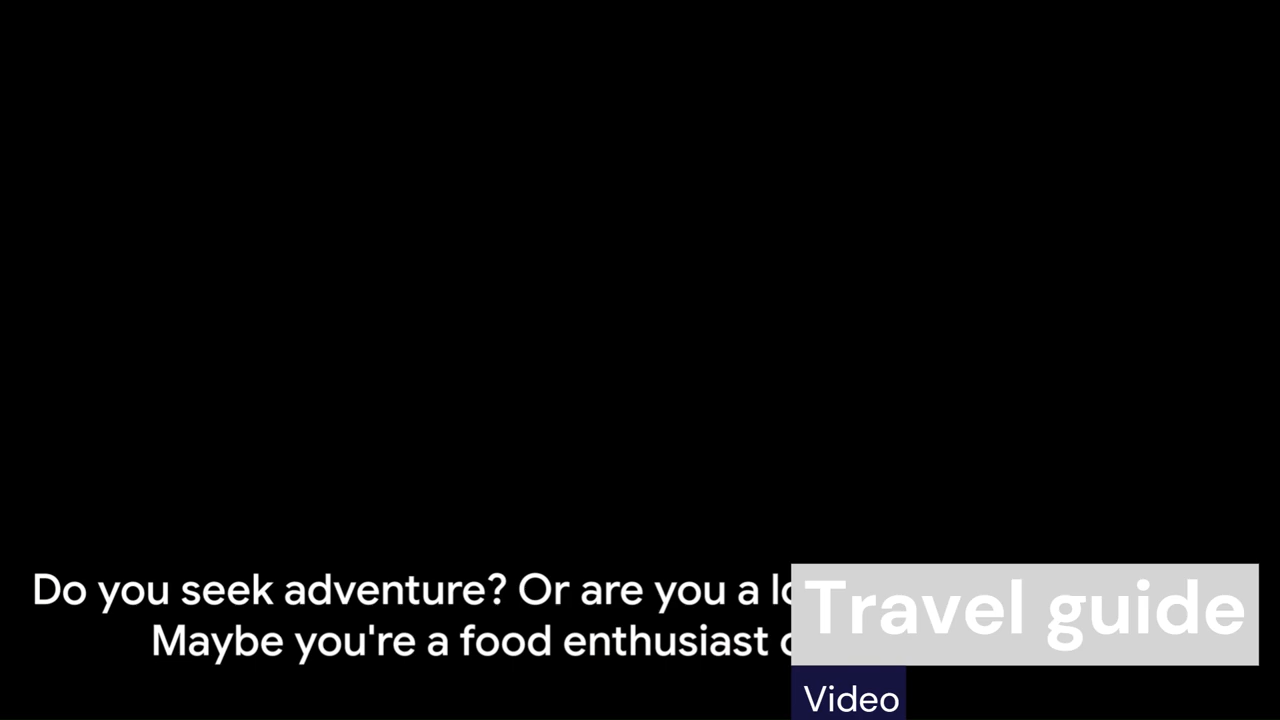 Do you seek adventure? Or are you a
Maybe you're a food enthusiast
Travel guide
Video